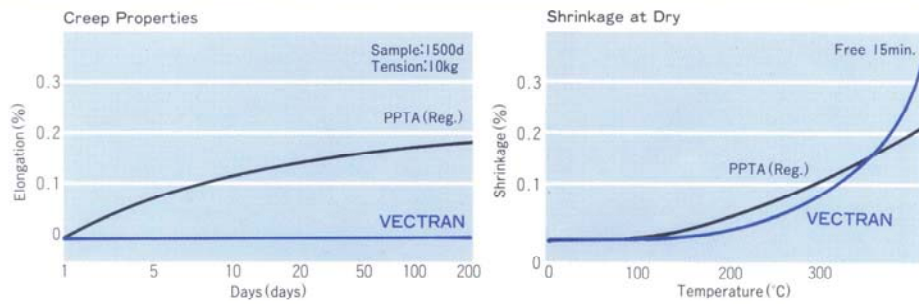 Creep Properties
Sample:1500d
Tension:10kg
0.3
0.2
0.1
0
Elongation(%)
PPTA(Reg.)
VECTRAN
1 5 10 20 50 100 200
Days(days)
Shrinkage at Dry
Free 15min.
0.3
0.2
0.1
0
Shrinkage(%)
PPTA(Reg.)
VECTRAN
0 100 200 300
Temperature(°C)